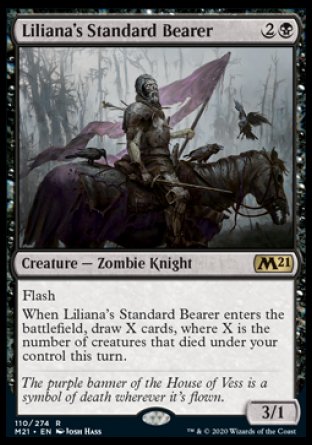 Liliana's Standard Bearer 2
Creature — Zombie Knight M21
Flash
When Liliana's Standard Bearer enters the
battlefield, draw X cards, where X is the
number of creatures that died under your
control this turn.
The purple banner of the House of Vess is a
symbol of death wherever it's flown.
3/1
110/274 R
M21 • EN Josh Hass ™ & © 2020 Wizards of the Coast